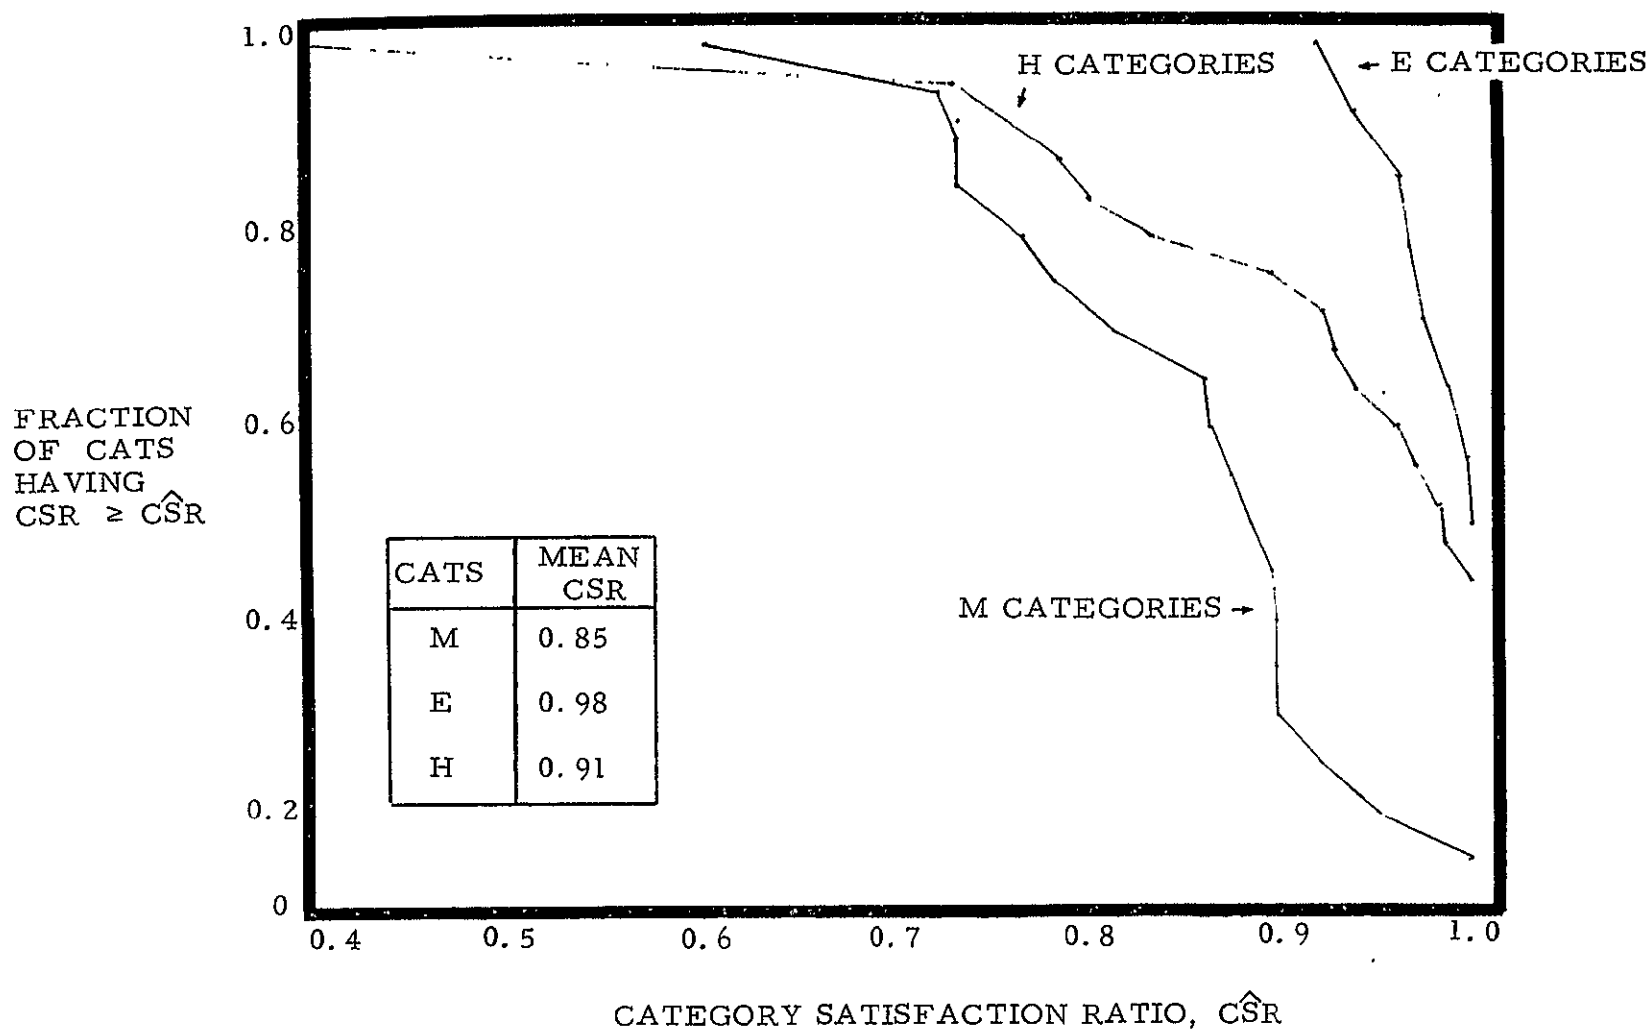 1.0
H CATEGORIES
← E CATEGORIES
0.8
FRACTION
OF CATS
HAVING
CSR ≥ CŜR
0.6
CATS MEAN CSR
M 0.85
E 0.98
H 0.91
M CATEGORIES →
0.4
0.2
0
0.4 0.5 0.6 0.7 0.8 0.9 1.0
CATEGORY SATISFACTION RATIO, CŜR